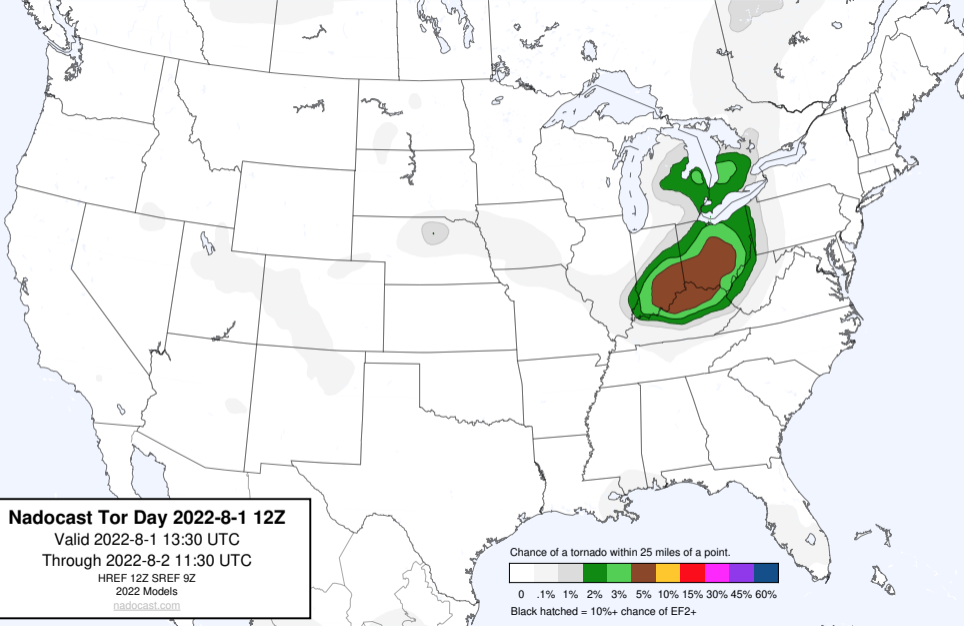 Nadocast Tor Day 2022-8-1 12Z
Valid 2022-8-1 13:30 UTC
Through 2022-8-2 11:30 UTC
HREF 12Z SREF 9Z
2022 Models
nadocast.com
Chance of a tornado within 25 miles of a point.
0 .1% 1% 2% 3% 5% 10% 15% 30% 45% 60%
Black hatched = 10%+ chance of EF2+